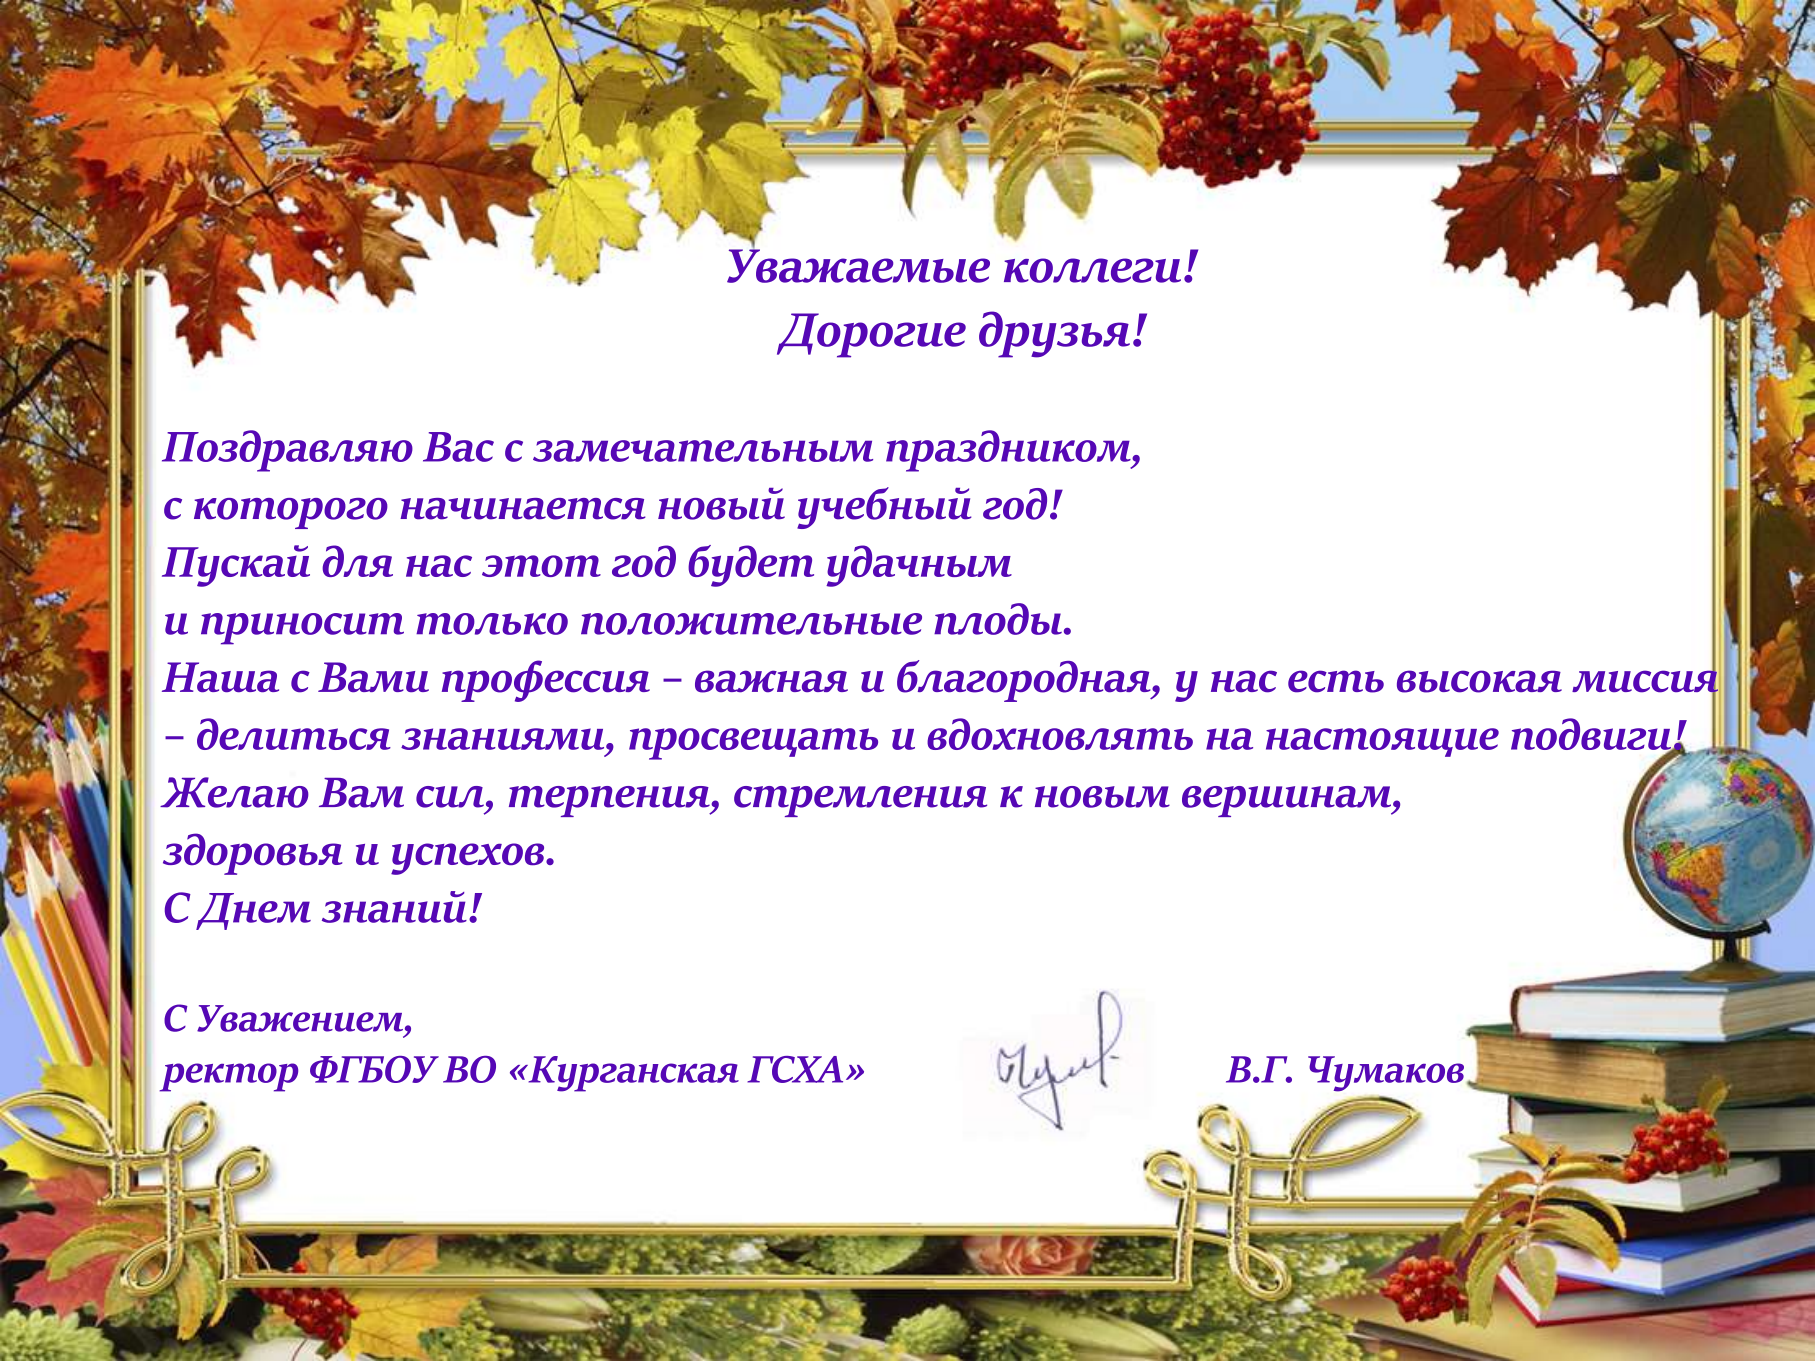 Уважаемые коллеги!
Дорогие друзья!
Поздравляю Вас с замечательным праздником,
с которого начинается новый учебный год!
Пускай для нас этот год будет удачным
и приносит только положительные плоды.
Наша с Вами профессия – важная и благородная, у нас есть высокая миссия
– делиться знаниями, просвещать и вдохновлять на настоящие подвиги!
Желаю Вам сил, терпения, стремления к новым вершинам,
здоровья и успехов.
С Днем знаний!
С Уважением,
ректор ФГБОУ ВО «Курганская ГСХА» В.Г. Чумаков